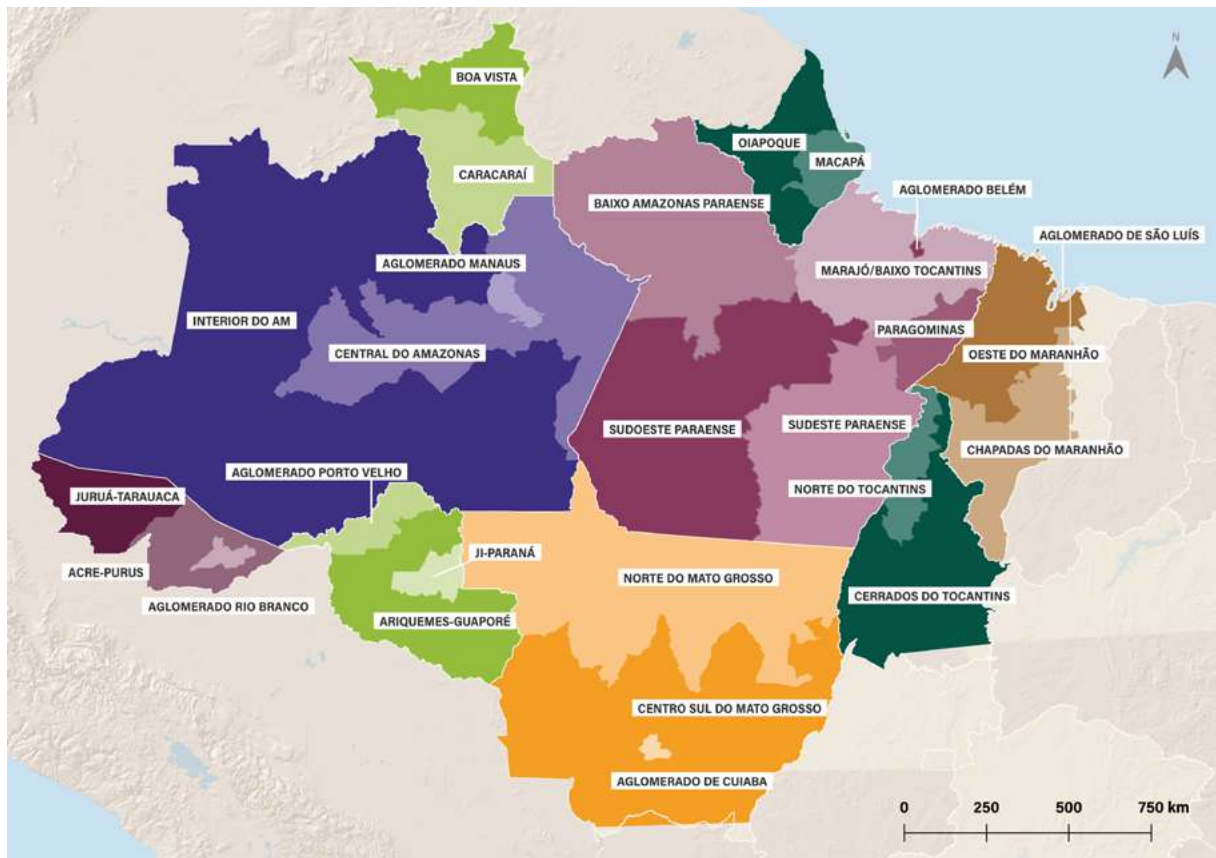 N
BOA VISTA
OIAPOQUE
MACAPÁ
CARACARAÍ
AGLOMERADO BELÉM
BAIXO AMAZONAS PARAENSE
AGLOMERADO DE SÃO LUÍS
AGLOMERADO MANAUS
MARAJÓ/BAIXO TOCANTINS
INTERIOR DO AM
PARAGOMINAS
CENTRAL DO AMAZONAS
OESTE DO MARANHÃO
SUDOESTE PARAENSE
SUDESTE PARAENSE
CHAPADAS DO MARANHÃO
AGLOMERADO PORTO VELHO
JURUÁ-TARAUACA
NORTE DO TOCANTINS
JI-PARANÁ
ACRE-PURUS
NORTE DO MATO GROSSO
CERRADOS DO TOCANTINS
AGLOMERADO RIO BRANCO
ARIQUEMES-GUAPORÉ
CENTRO SUL DO MATO GROSSO
AGLOMERADO DE CUIABA
0 250 500 750 km